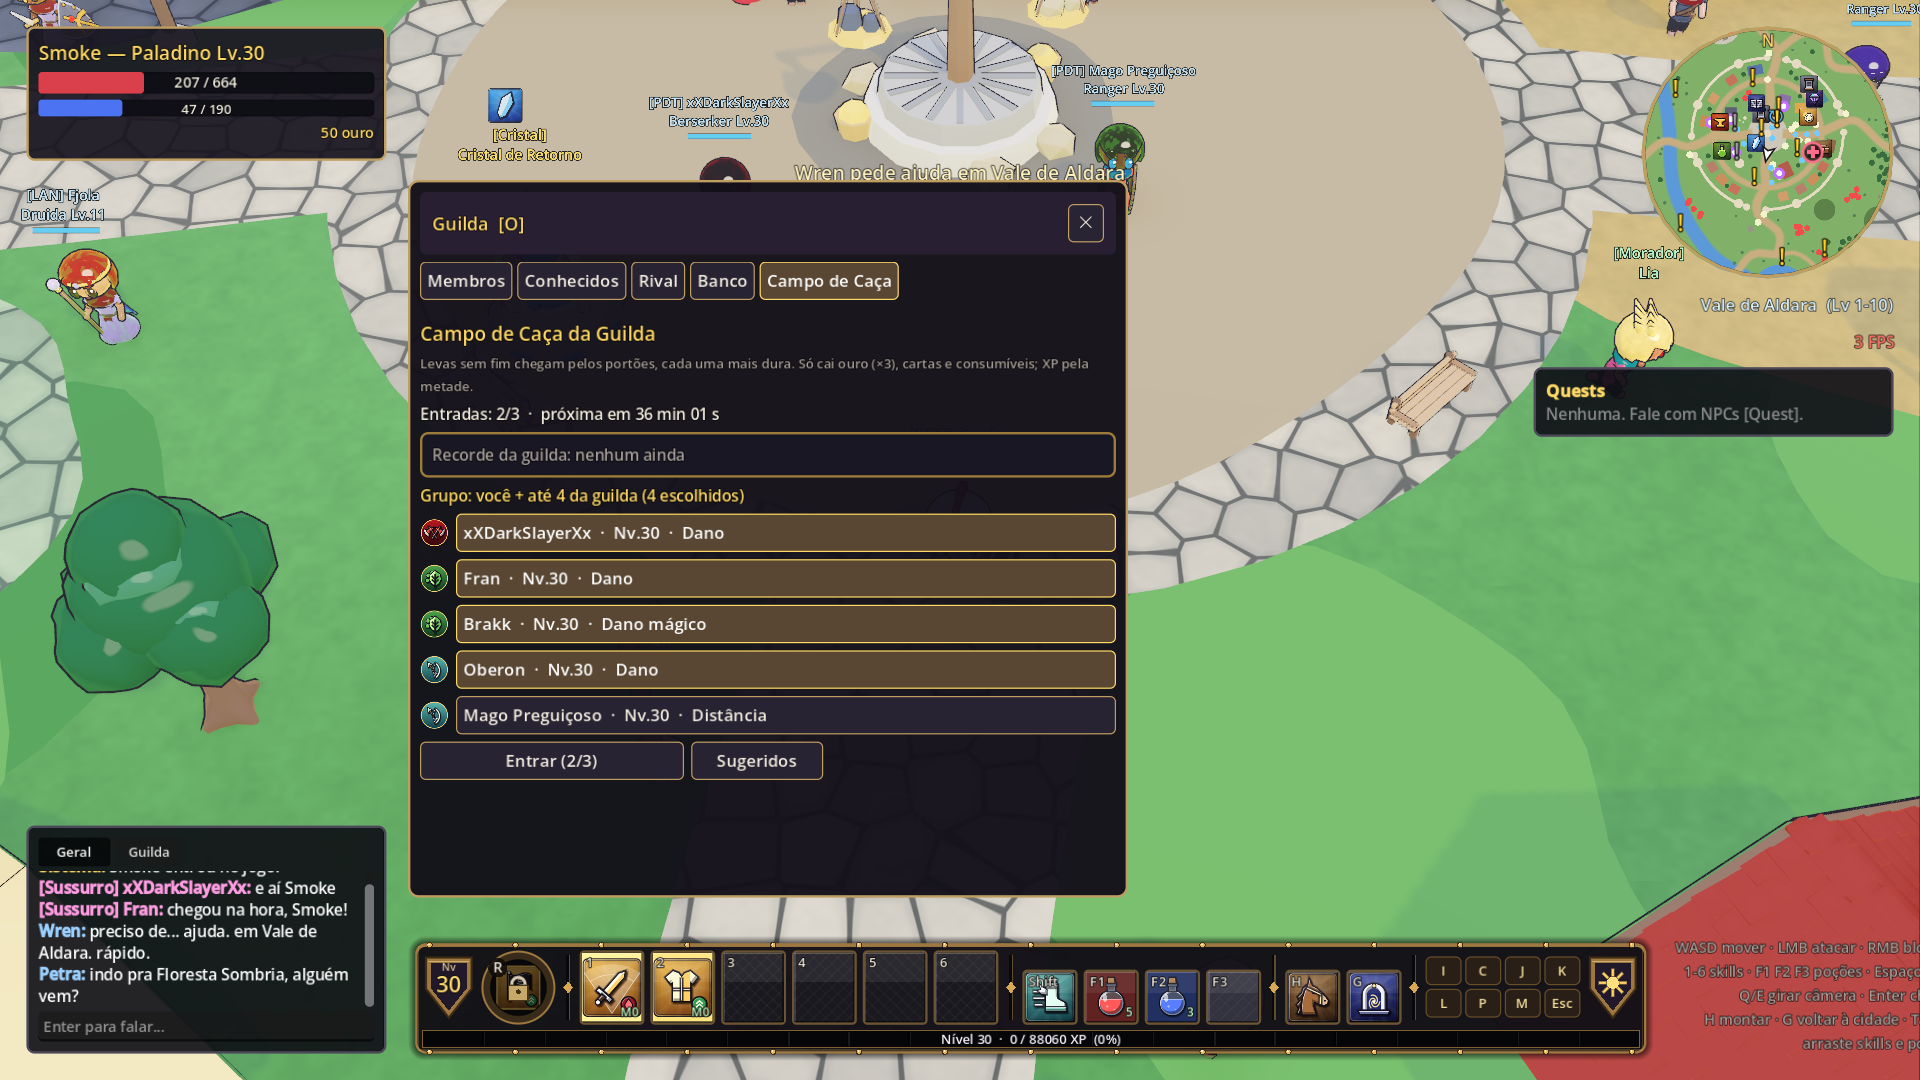 Smoke — Paladino Lv.30
207 / 664
47 / 190
50 ouro
[Cristal]
Cristal de Retorno
[PDT] xXDarkSlayerXx
Berserker Lv.30
[PDT] Mago Preguiçoso
Ranger Lv.30
Wren pede ajuda em Vale de Aldara
[LAN] Fjola
Druida Lv.11
N
[Morador]
Lia
Vale de Aldara (Lv 1-10)
3 FPS
Quests
Nenhuma. Fale com NPCs [Quest].
Guilda [O]
Membros
Conhecidos
Rival
Banco
Campo de Caça
Campo de Caça da Guilda
Levas sem fim chegam pelos portões, cada uma mais dura. Só cai ouro (×3), cartas e consumíveis; XP pela
metade.
Entradas: 2/3 · próxima em 36 min 01 s
Recorde da guilda: nenhum ainda
Grupo: você + até 4 da guilda (4 escolhidos)
xXDarkSlayerXx · Nv.30 · Dano
Fran · Nv.30 · Dano
Brakk · Nv.30 · Dano mágico
Oberon · Nv.30 · Dano
Mago Preguiçoso · Nv.30 · Distância
Entrar (2/3)
Sugeridos
Geral
Guilda
[Sussurro] xXDarkSlayerXx: e aí Smoke
[Sussurro] Fran: chegou na hora, Smoke!
Wren: preciso de... ajuda. em Vale de
Aldara. rápido.
Petra: indo pra Floresta Sombria, alguém
vem?
Enter para falar...
Nv
30
R
1
M0
2
M0
3
4
5
6
Shift
F1
5
F2
3
F3
H
G
I
C
J
K
L
P
M
Esc
Nível 30 · 0 / 88060 XP (0%)
WASD mover · LMB atacar · RMB
1-6 skills · F1 F2 F3 poções ·
Q/E girar câmera · Enter
H montar · G voltar à cidade ·
arraste skills e